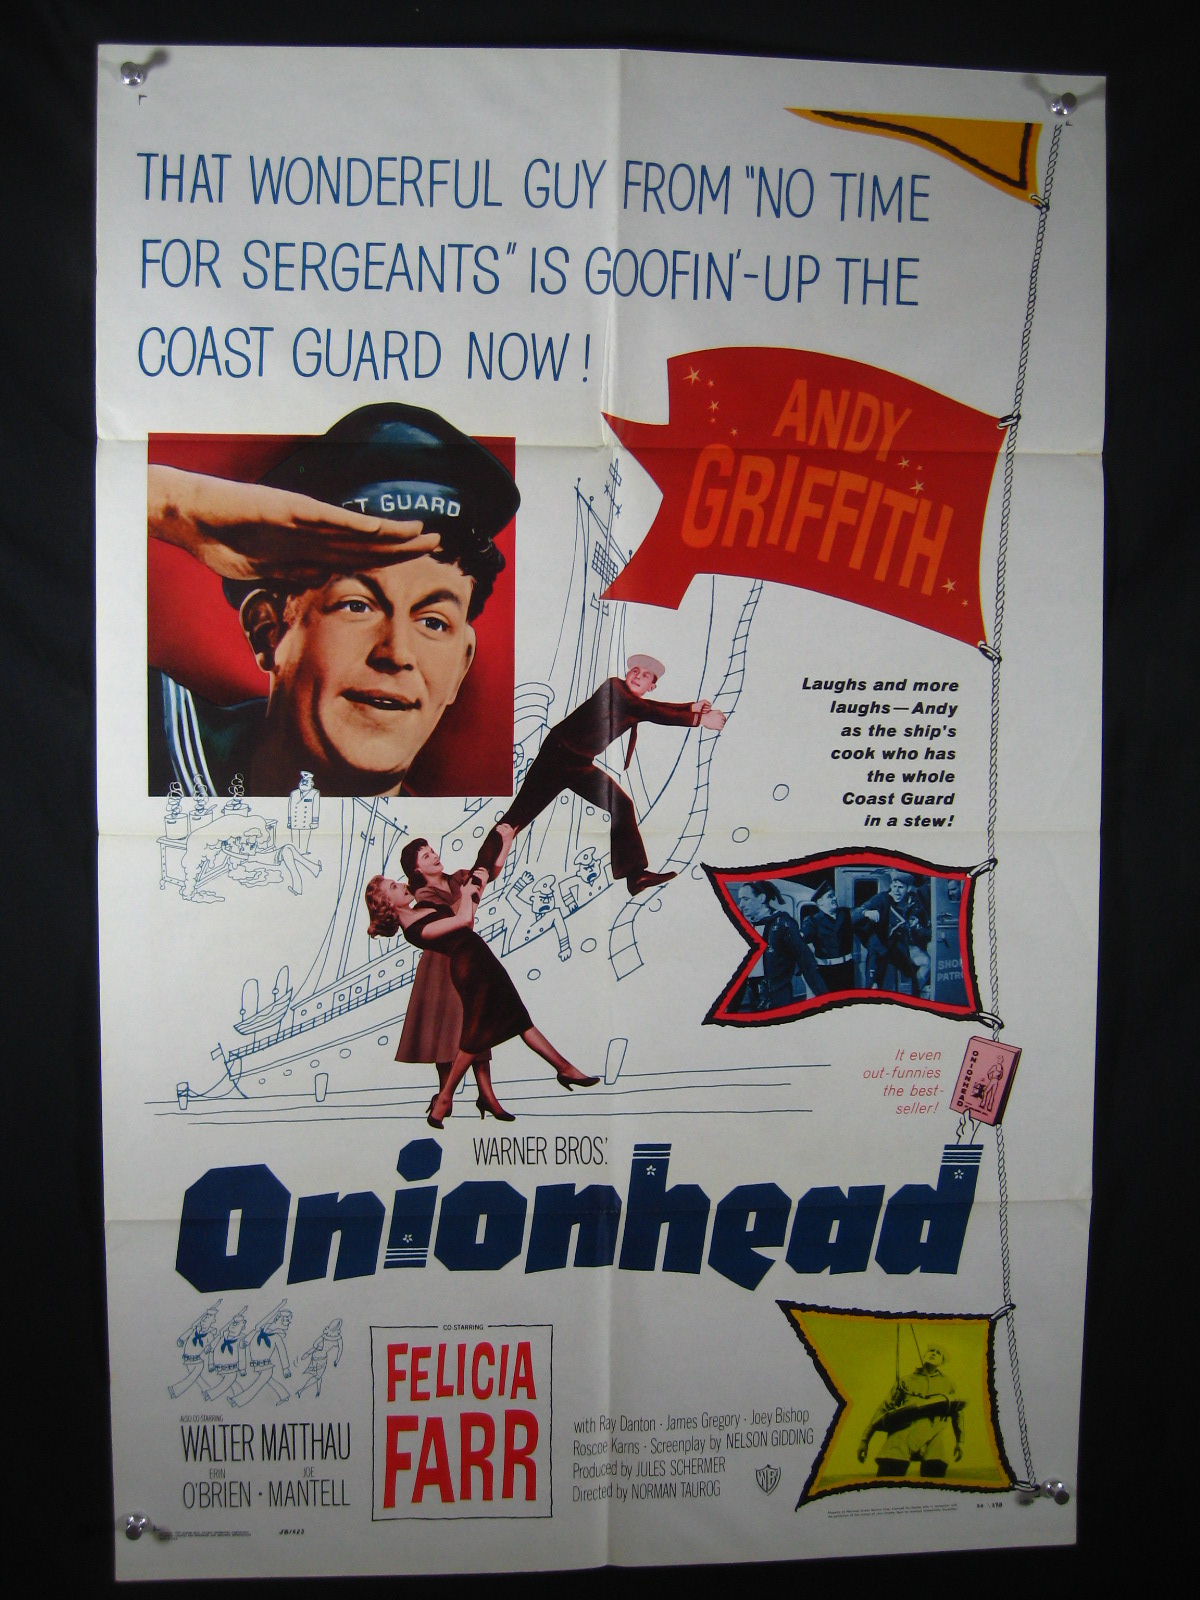 THAT WONDERFUL GUY FROM "NO TIME
FOR SERGEANTS" IS GOOFIN'-UP THE
COAST GUARD NOW!
ANDY
GRIFFITH
ST GUARD
Laughs and more
laughs—Andy
as the ship's
cook who has
the whole
Coast Guard
in a stew!
SHO
PATR
It even
out-funnies
the best-
seller!
ONIONHEAD
WARNER BROS.'
Onionhead
CO-STARRING
FELICIA
FARR
ALSO CO-STARRING
WALTER MATTHAU
ERIN JOE
O'BRIEN · MANTELL
with Ray Danton · James Gregory · Joey Bishop
Roscoe Karns · Screenplay by NELSON GIDDING
Produced by JULES SCHERMER
Directed by NORMAN TAUROG
WB